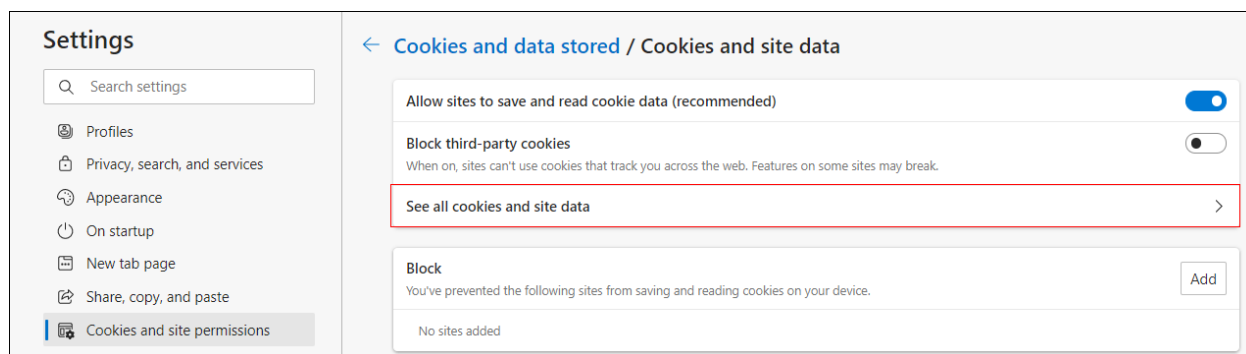 Settings
Search settings
Profiles
Privacy, search, and services
Appearance
On startup
New tab page
Share, copy, and paste
Cookies and site permissions
Cookies and data stored / Cookies and site data
Allow sites to save and read cookie data (recommended)
Block third-party cookies
When on, sites can't use cookies that track you across the web. Features on some sites may break.
See all cookies and site data
Block
Add
You've prevented the following sites from saving and reading cookies on your device.
No sites added